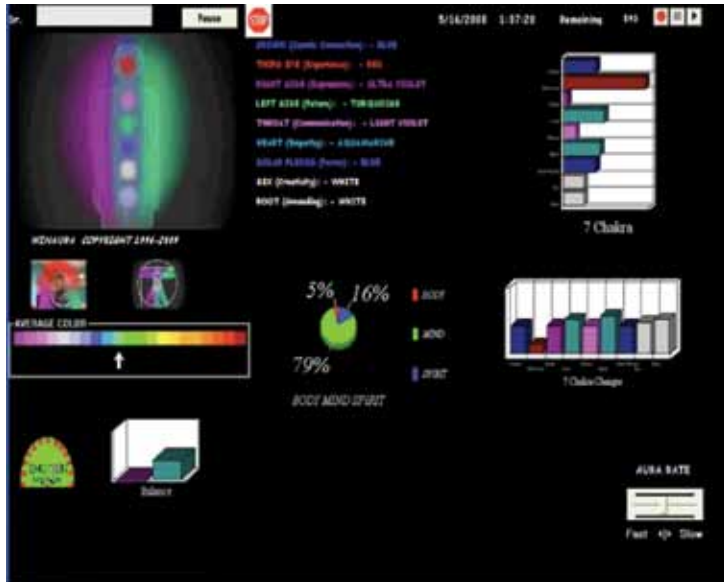 Pause
STOP
5/16/2008 1:37:20 Remaining
CROWN (Cosmic Connection): - BLUE
THIRD EYE (Experience): - RED
RIGHT SIDE (Expression): - ULTRA VIOLET
LEFT SIDE (Future): - TURQUOISE
THROAT (Communication): - LIGHT VIOLET
HEART (Empathy): - AQUAMARINE
SOLAR PLEXUS (Power): - BLUE
SEX (Creativity): - WHITE
ROOT (Grounding): - WHITE
7 Chakra
WINAURA COPYRIGHT 1996-2009
AVERAGE COLOR
5% 16%
79%
BODY
MIND
SPIRIT
BODY MIND SPIRIT
7 Chakra Changes
Balance
AURA RATE
Fast <|> Slow